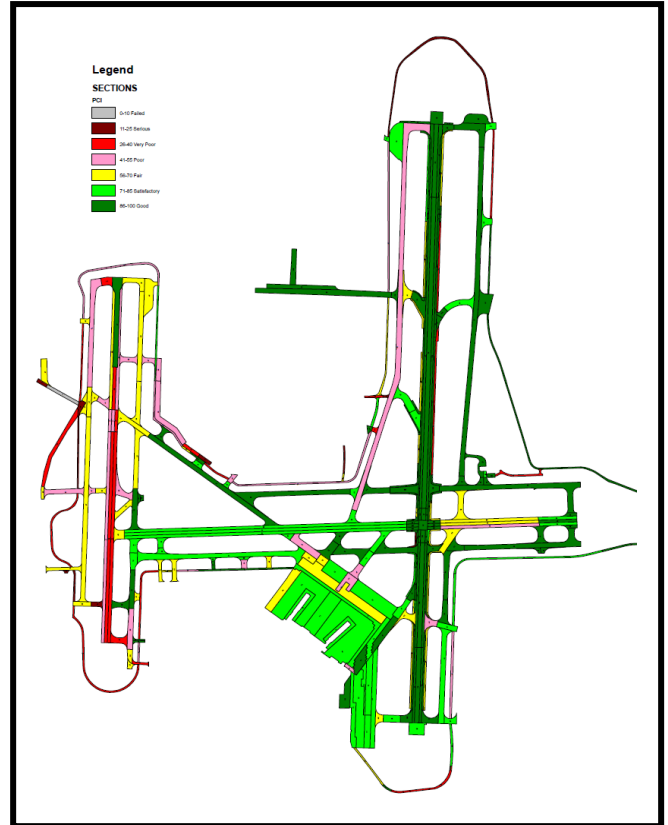 Legend
SECTIONS
PCI
0-10 Failed
11-25 Serious
26-40 Very Poor
41-55 Poor
56-70 Fair
71-85 Satisfactory
86-100 Good